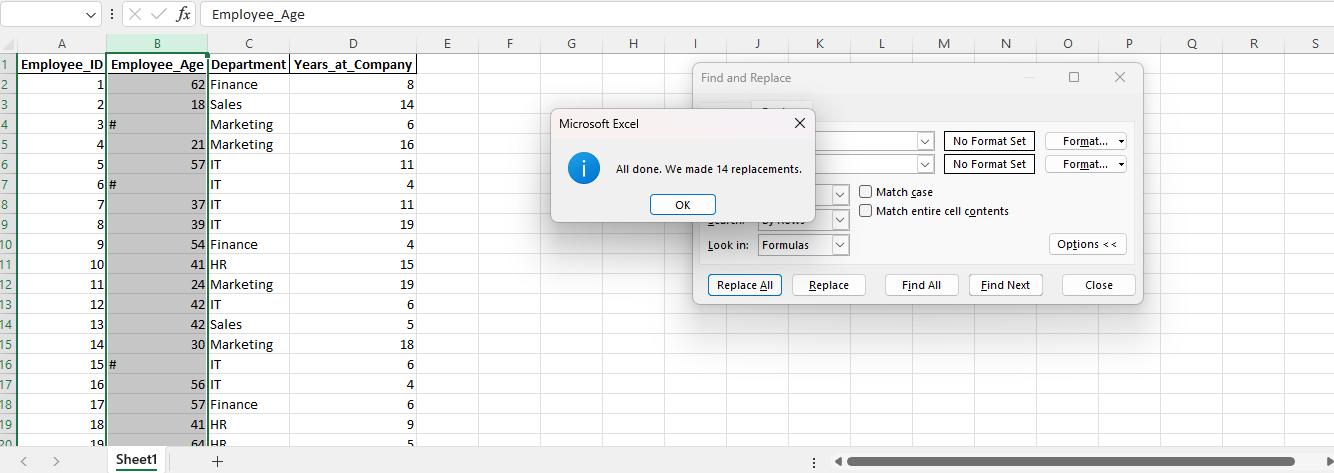 fx Employee_Age
A B C D E F G H I J K L M N O P Q R S
1 Employee_ID Employee_Age Department Years_at_Company
2 1 62 Finance 8
3 2 18 Sales 14
4 3 # Marketing 6
5 4 21 Marketing 16
6 5 57 IT 11
7 6 # IT 4
8 7 37 IT 11
9 8 39 IT 19
10 9 54 Finance 4
11 10 41 HR 15
12 11 24 Marketing 19
13 12 42 IT 6
14 13 42 Sales 5
15 14 30 Marketing 18
16 15 # IT 6
17 16 56 IT 4
18 17 57 Finance 6
19 18 41 HR 9
20 19 64 HR 5
Find and Replace
Microsoft Excel
All done. We made 14 replacements.
OK
No Format Set Format...
No Format Set Format...
Match case
By Rows Match entire cell contents
Look in: Formulas Options <<
Replace All Replace Find All Find Next Close
Sheet1